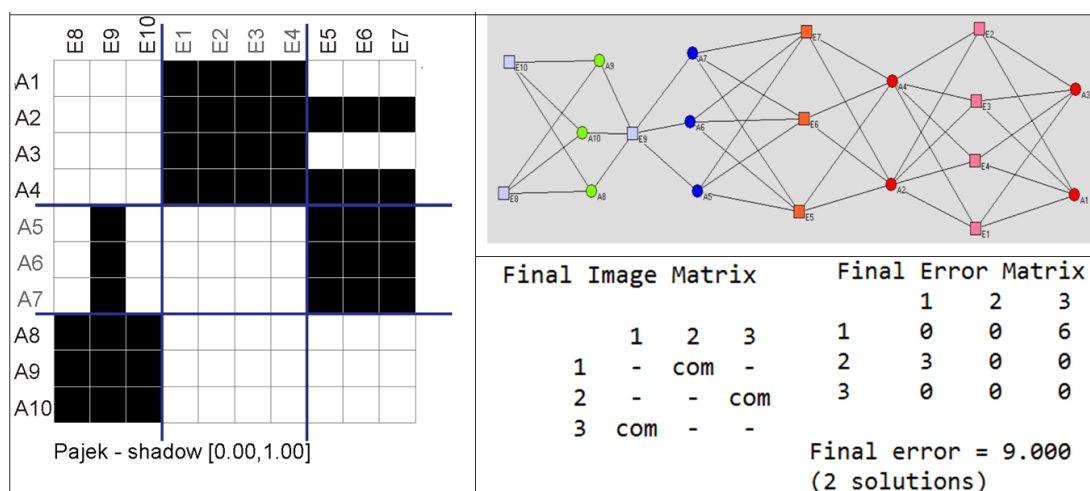 E8 E9 E10 E1 E2 E3 E4 E5 E6 E7
A1
A2
A3
A4
A5
A6
A7
A8
A9
A10
Pajek - shadow [0.00,1.00]
E2
E7
E10
A9
A7
A4
A3
E3
E6
A10
E9
A6
E4
E8
A8
A5
E5
A2
A1
E1
Final Image Matrix
1 2 3
1 - com -
2 - - com
3 com - -
Final Error Matrix
1 2 3
1 0 0 6
2 3 0 0
3 0 0 0
Final error = 9.000
(2 solutions)